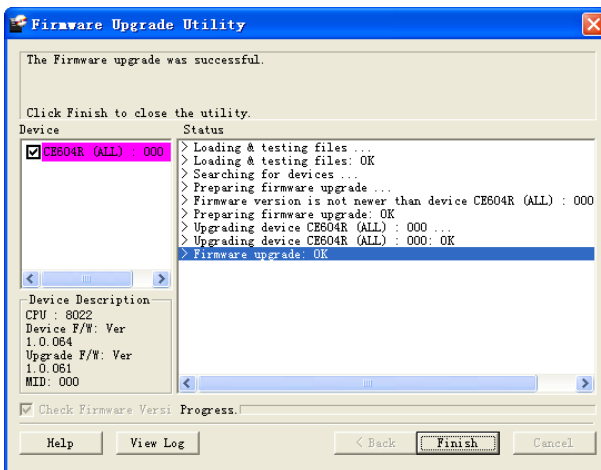 Firmware Upgrade Utility
The Firmware upgrade was successful.
Click Finish to close the utility.
Device
Status
CE604R (ALL) : 000
> Loading & testing files ...
> Loading & testing files: OK
> Searching for devices ...
> Preparing firmware upgrade ...
> Firmware version is not newer than device CE604R (ALL) : 000
> Preparing firmware upgrade: OK
> Upgrading device CE604R (ALL) : 000 ...
> Upgrading device CE604R (ALL) : 000: OK
> Firmware upgrade: OK
Device Description
CPU : 8022
Device F/W: Ver
1.0.064
Upgrade F/W: Ver
1.0.061
MID: 000
Check Firmware Versi Progress.
Help View Log < Back Finish Cancel